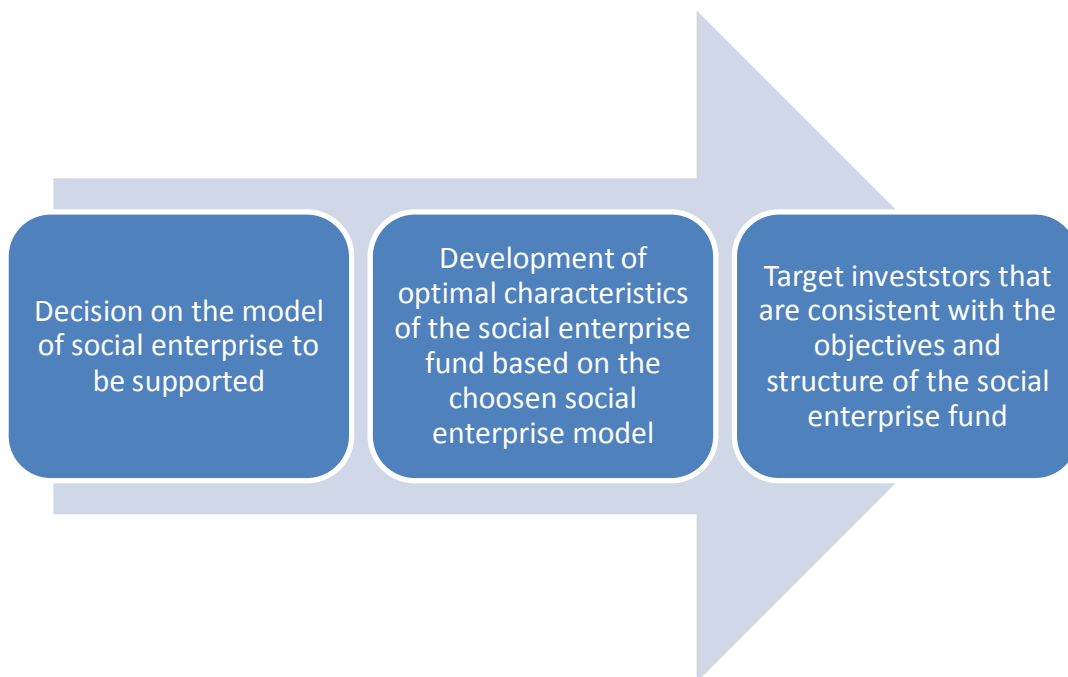 Decision on the model
of social enterprise to
be supported
Development of
optimal characteristics
of the social enterprise
fund based on the
choosen social
enterprise model
Target investstors that
are consistent with the
objectives and
structure of the social
enterprise fund